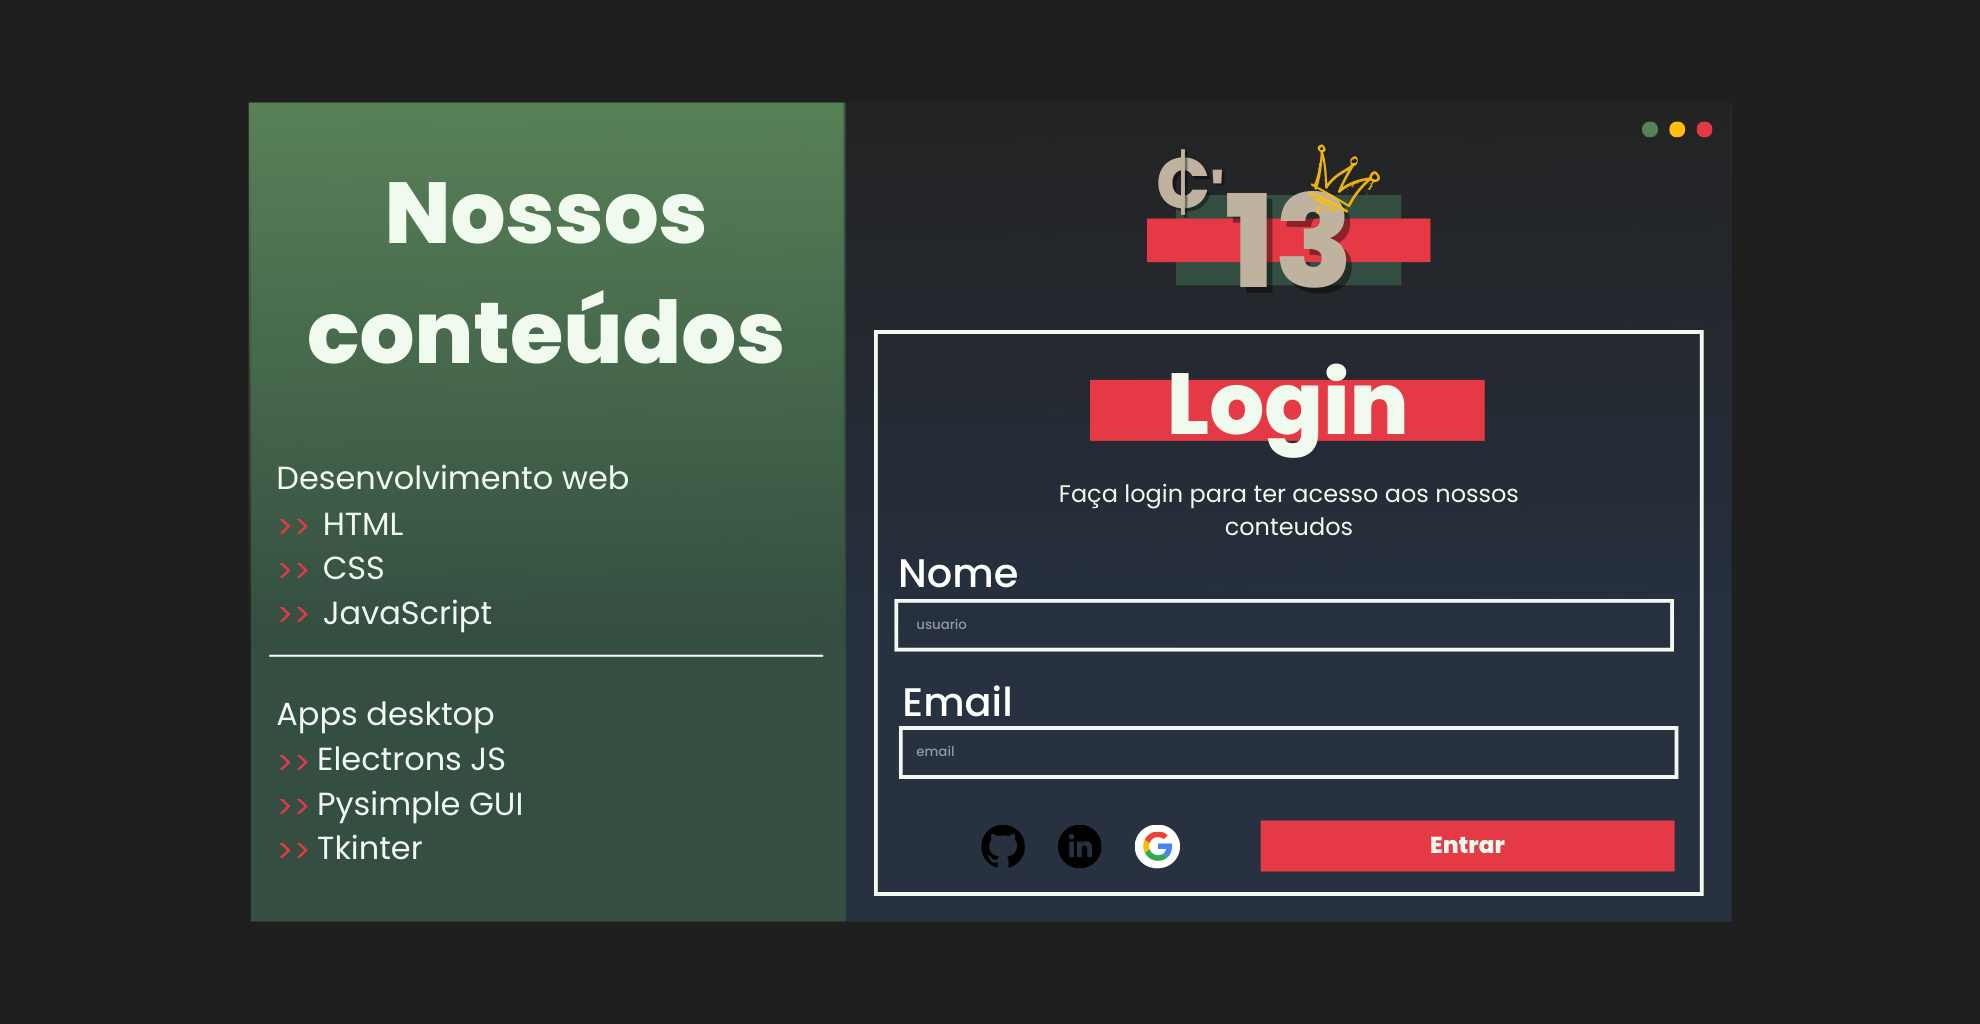 Nossos
conteúdos
Desenvolvimento web
>> HTML
>> CSS
>> JavaScript
Apps desktop
>> Electrons JS
>> Pysimple GUI
>> Tkinter
₵'13
Login
Faça login para ter acesso aos nossos
conteudos
Nome
usuario
Email
email
in
G
Entrar